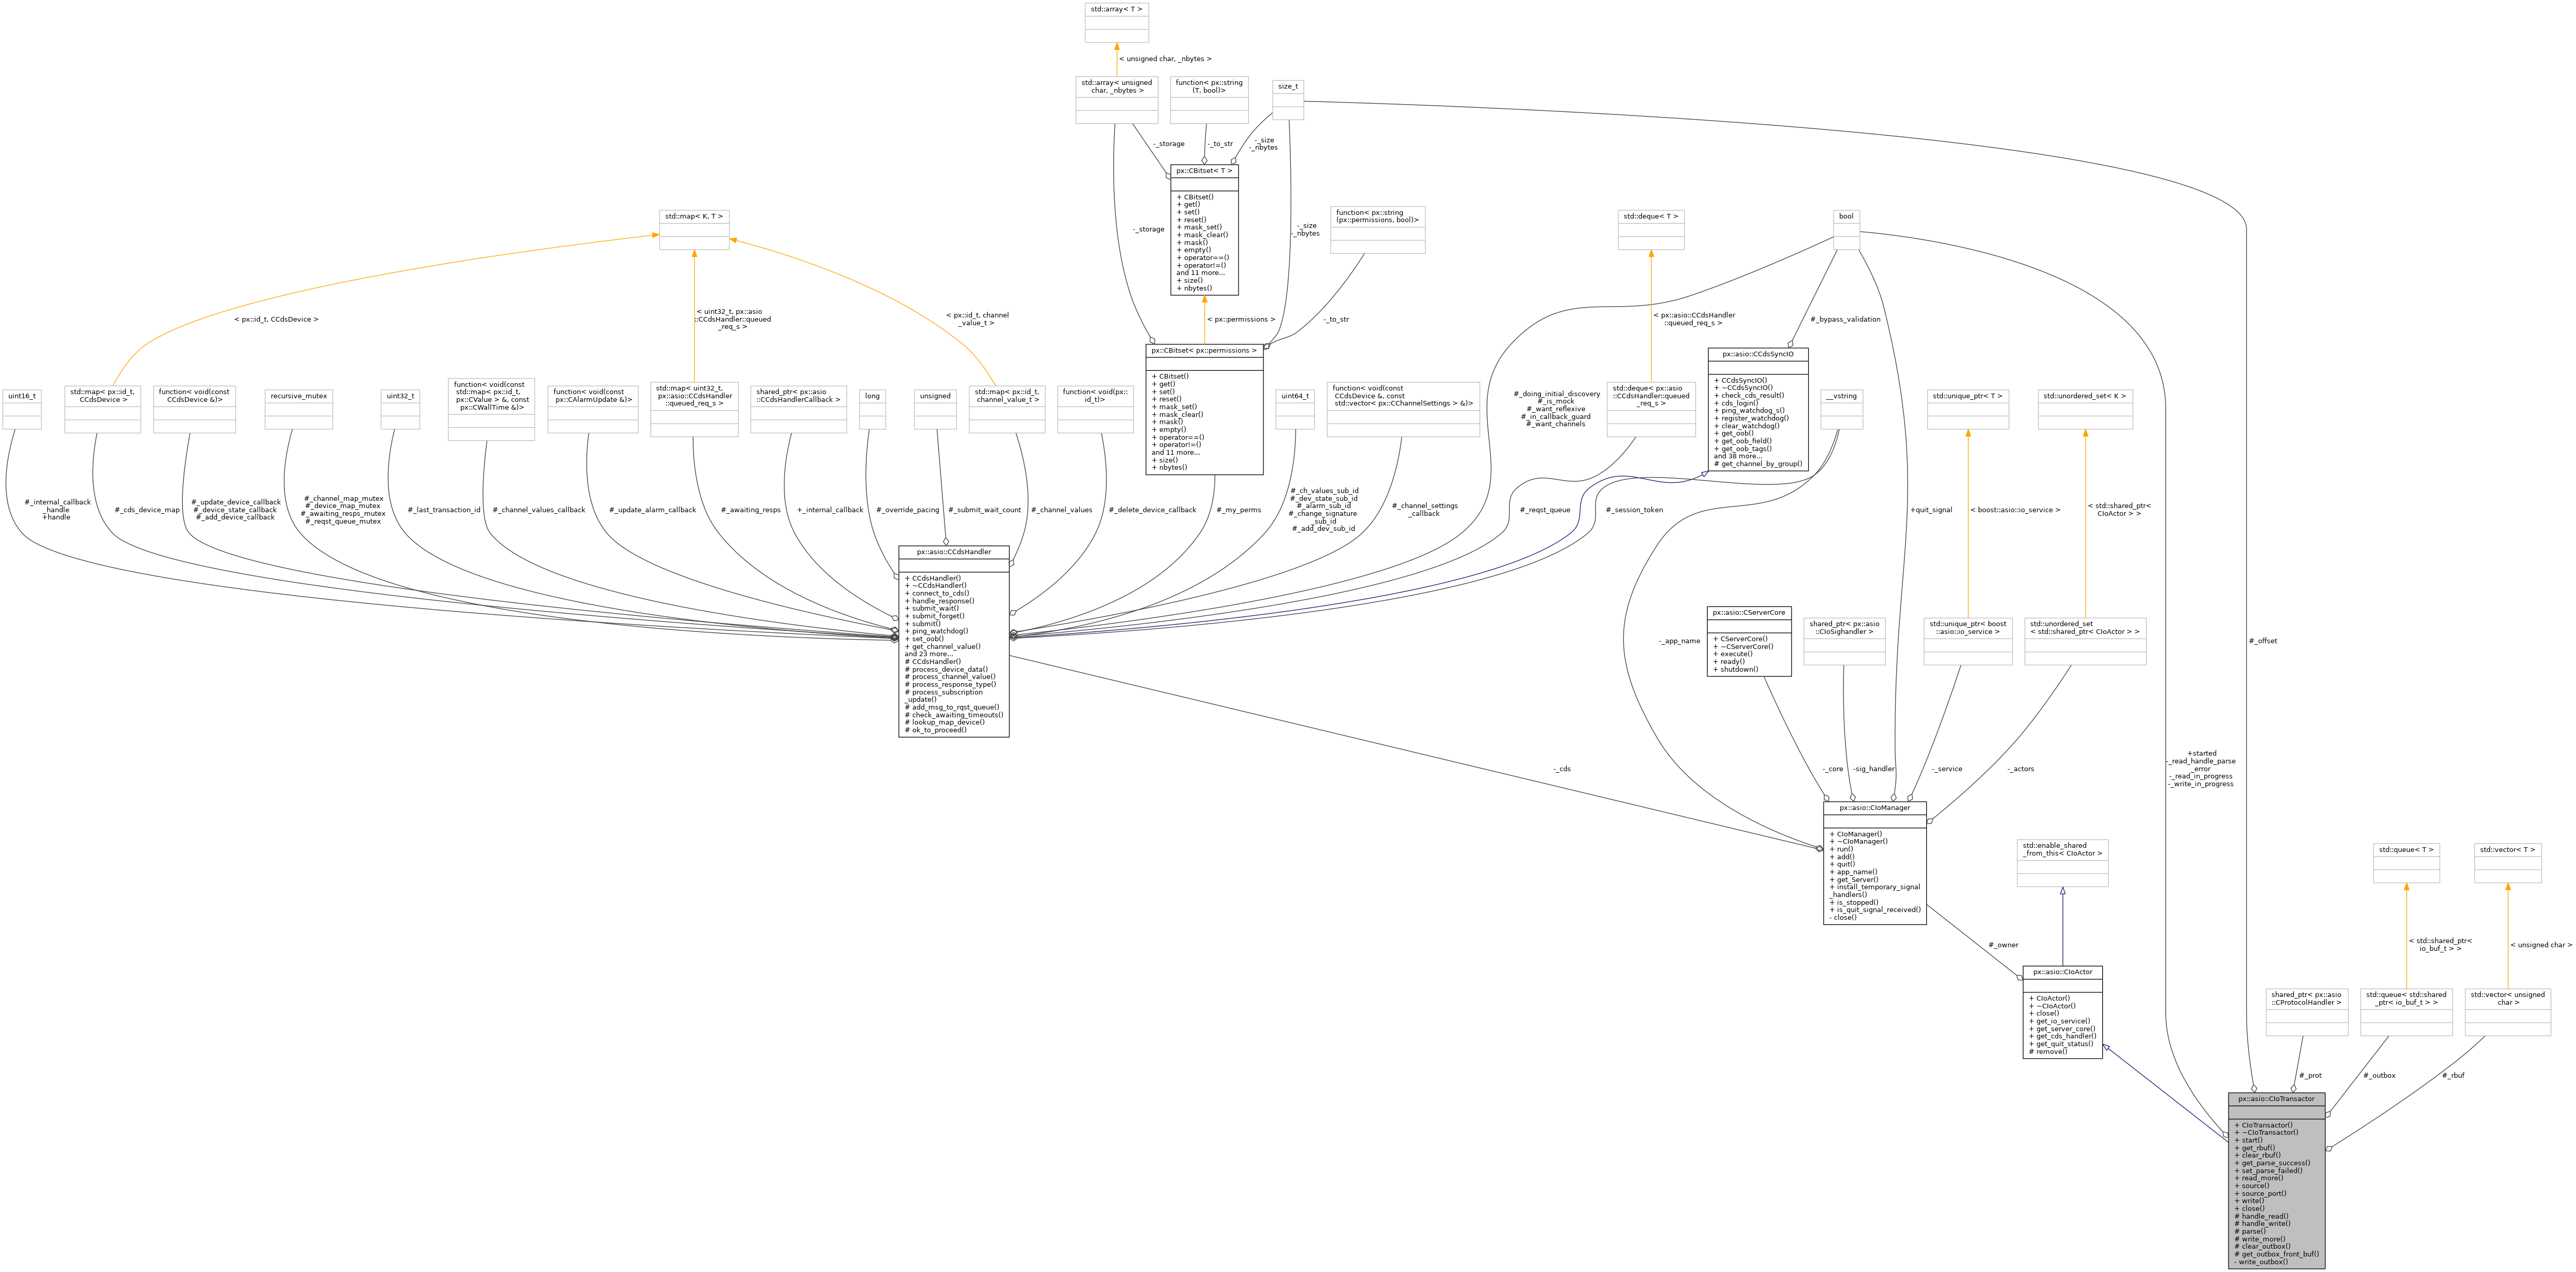 std::array< T >
< unsigned char, _nbytes >
std::array< unsigned
char, _nbytes >
function< px::string
(T, bool)>
size_t
-_storage
-_to_str
-_size
-_nbytes
px::CBitset< T >
+ CBitset()
+ get()
+ set()
+ reset()
+ mask_set()
+ mask_clear()
+ mask()
+ empty()
+ operator==()
+ operator!=()
and 11 more...
+ size()
+ nbytes()
std::map< K, T >
function< px::string
(px::permissions, bool)>
std::deque< T >
bool
-_storage
-_size
-_nbytes
< px::id_t, CCdsDevice >
< uint32_t, px::asio
::CCdsHandler::queued
_req_s >
< px::id_t, channel
_value_t >
< px::permissions >
-_to_str
< px::asio::CCdsHandler
::queued_req_s >
#_bypass_validation
px::CBitset< px::permissions >
+ CBitset()
+ get()
+ set()
+ reset()
+ mask_set()
+ mask_clear()
+ mask()
+ empty()
+ operator==()
+ operator!=()
and 11 more...
+ size()
+ nbytes()
px::asio::CCdsSyncIO
+ CCdsSyncIO()
+ ~CCdsSyncIO()
+ check_cds_result()
+ cds_login()
+ ping_watchdog_s()
+ register_watchdog()
+ clear_watchdog()
+ get_oob()
+ get_oob_field()
+ get_oob_tags()
and 38 more...
# get_channel_by_group()
uint16_t
std::map< px::id_t,
CCdsDevice >
function< void(const
CCdsDevice &)>
recursive_mutex
uint32_t
function< void(const
std::map< px::id_t,
px::CValue > &, const
px::CWallTime &)>
function< void(const
px::CAlarmUpdate &)>
std::map< uint32_t,
px::asio::CCdsHandler
::queued_req_s >
shared_ptr< px::asio
::CCdsHandlerCallback >
long
unsigned
std::map< px::id_t,
channel_value_t >
function< void(px::
id_t)>
uint64_t
function< void(const
CCdsDevice &, const
std::vector< px::CChannelSettings > &)>
#_doing_initial_discovery
#_is_mock
#_want_reflexive
#_in_callback_guard
#_want_channels
std::deque< px::asio
::CCdsHandler::queued
_req_s >
__vstring
std::unique_ptr< T >
std::unordered_set< K >
#_internal_callback
_handle
+handle
#_cds_device_map
#_update_device_callback
#_device_state_callback
#_add_device_callback
#_channel_map_mutex
#_device_map_mutex
#_awaiting_resps_mutex
#_reqst_queue_mutex
#_last_transaction_id
#_channel_values_callback
#_update_alarm_callback
#_awaiting_resps
+_internal_callback
#_override_pacing
#_submit_wait_count
#_channel_values
#_delete_device_callback
#_my_perms
#_ch_values_sub_id
#_dev_state_sub_id
#_alarm_sub_id
#_change_signature
_sub_id
#_add_dev_sub_id
#_channel_settings
_callback
#_reqst_queue
#_session_token
+quit_signal
< boost::asio::io_service >
< std::shared_ptr<
CIoActor > >
px::asio::CCdsHandler
+ CCdsHandler()
+ ~CCdsHandler()
+ connect_to_cds()
+ handle_response()
+ submit_wait()
+ submit_forget()
+ submit()
+ ping_watchdog()
+ set_oob()
+ get_channel_value()
and 23 more...
# CCdsHandler()
# process_device_data()
# process_channel_value()
# process_response_type()
# process_subscription
_update()
# add_msg_to_rqst_queue()
# check_awaiting_timeouts()
# lookup_map_device()
# ok_to_proceed()
-_app_name
px::asio::CServerCore
+ CServerCore()
+ ~CServerCore()
+ execute()
+ ready()
+ shutdown()
shared_ptr< px::asio
::CIoSighandler >
std::unique_ptr< boost
::asio::io_service >
std::unordered_set
< std::shared_ptr< CIoActor > >
#_offset
-_cds
-_core
-sig_handler
-_service
-_actors
+started
-_read_handle_parse
_error
-_read_in_progress
-_write_in_progress
px::asio::CIoManager
+ CIoManager()
+ ~CIoManager()
+ run()
+ add()
+ quit()
+ app_name()
+ get_Server()
+ install_temporary_signal
_handlers()
+ is_stopped()
+ is_quit_signal_received()
- close()
std::enable_shared
_from_this< CIoActor >
std::queue< T >
std::vector< T >
#_owner
< std::shared_ptr<
io_buf_t > >
< unsigned char >
px::asio::CIoActor
+ CIoActor()
+ ~CIoActor()
+ close()
+ get_io_service()
+ get_server_core()
+ get_cds_handler()
+ get_quit_status()
# remove()
shared_ptr< px::asio
::CProtocolHandler >
std::queue< std::shared
_ptr< io_buf_t > >
std::vector< unsigned
char >
#_prot
#_outbox
#_rbuf
px::asio::CIoTransactor
+ CIoTransactor()
+ ~CIoTransactor()
+ start()
+ get_rbuf()
+ clear_rbuf()
+ get_parse_success()
+ set_parse_failed()
+ read_more()
+ source()
+ source_port()
+ write()
+ close()
# handle_read()
# handle_write()
# parse()
# write_more()
# clear_outbox()
# get_outbox_front_buf()
- write_outbox()